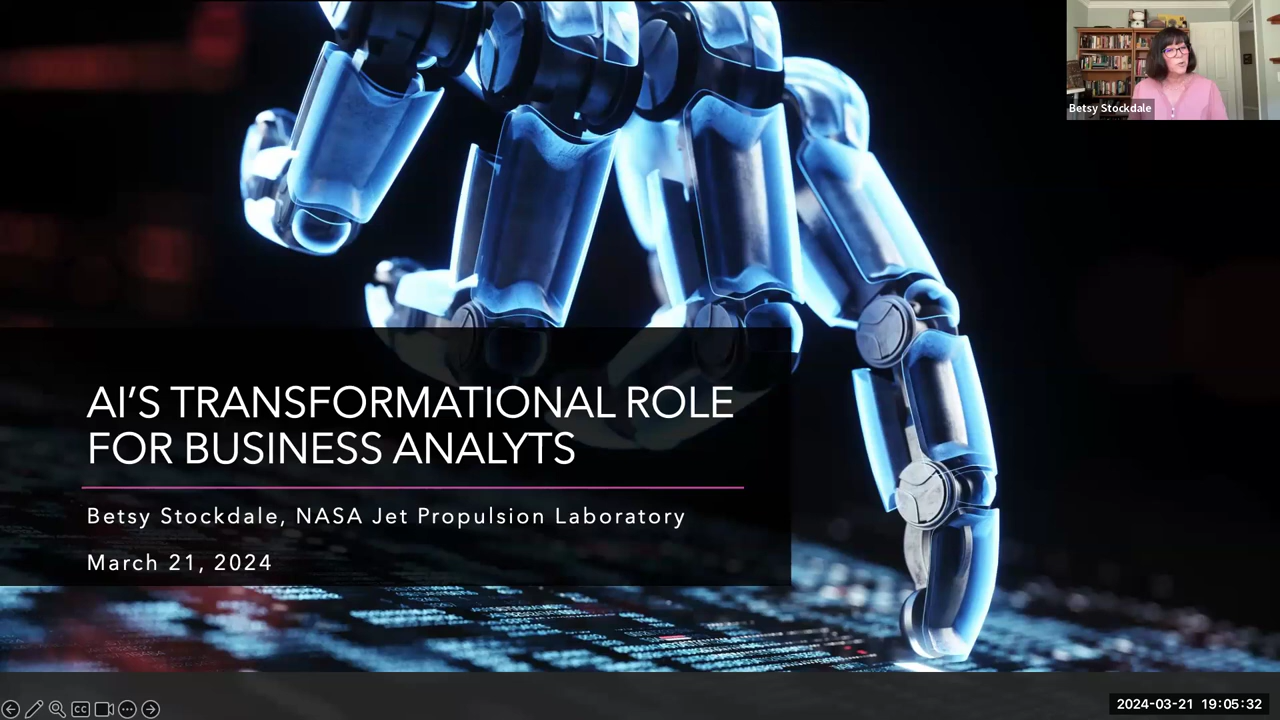 Betsy Stockdale
AI’S TRANSFORMATIONAL ROLE
FOR BUSINESS ANALYTS
Betsy Stockdale, NASA Jet Propulsion Laboratory
March 21, 2024
CC
2024-03-21 19:05:32